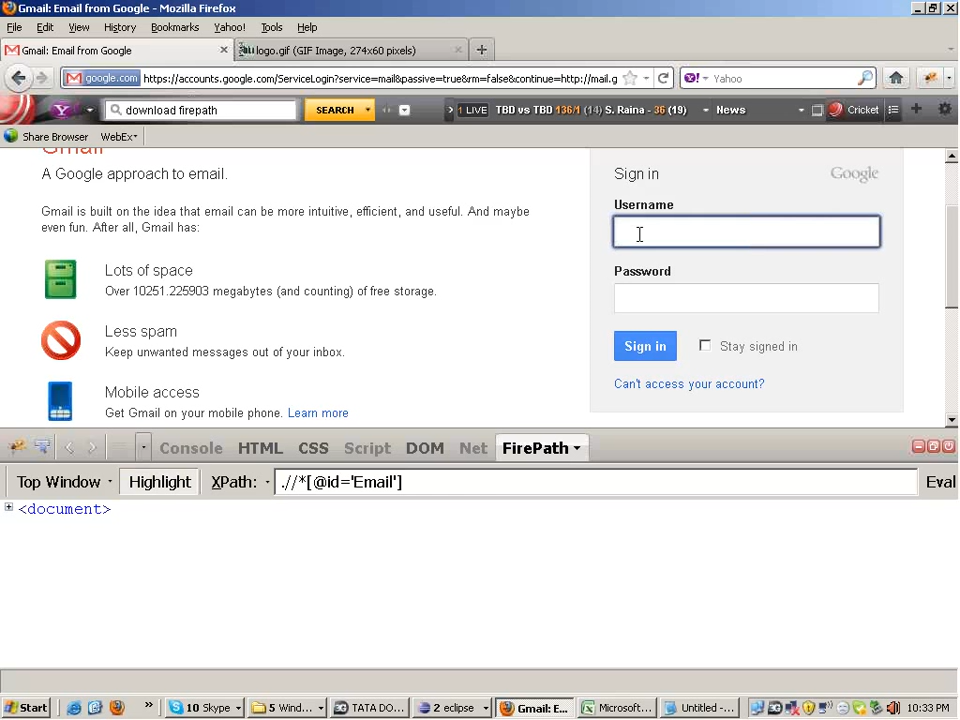 Gmail: Email from Google - Mozilla Firefox
File Edit View History Bookmarks Yahoo! Tools Help
Gmail: Email from Google
logo.gif (GIF Image, 274x60 pixels)
google.com https://accounts.google.com/ServiceLogin?service=mail&passive=true&rm=false&continue=http://mail.g
Yahoo
download firepath SEARCH 1 LIVE TBD vs TBD 136/1 (14) S. Raina - 36 (19) News Cricket
Share Browser WebEx
Gmail
A Google approach to email.
Gmail is built on the idea that email can be more intuitive, efficient, and useful. And maybe
even fun. After all, Gmail has:
Lots of space
Over 10251.225903 megabytes (and counting) of free storage.
Less spam
Keep unwanted messages out of your inbox.
Mobile access
Get Gmail on your mobile phone. Learn more
Sign in Google
Username
Password
Sign in Stay signed in
Can't access your account?
Console HTML CSS Script DOM Net FirePath
Top Window Highlight XPath: .//*[@id='Email'] Eval
<document>
Start 10 Skype 5 Wind... TATA DO... 2 eclipse Gmail: E... Microsoft... Untitled -... 10:33 PM